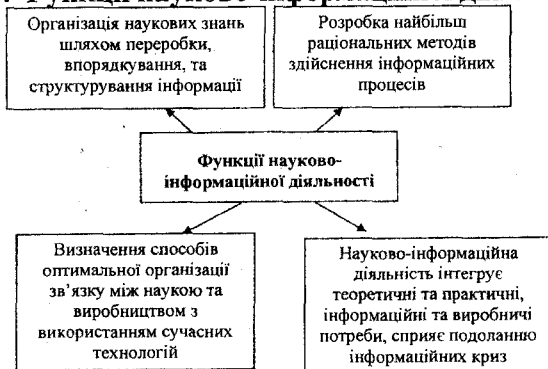 Організація наукових знань
шляхом переробки,
впорядкування, та
структурування інформації
Розробка найбільш
раціональних методів
здійснення інформаційних
процесів
Функції науково-
інформаційної діяльності
Визначення способів
оптимальної організації
зв’язку між наукою та
виробництвом з
використанням сучасних
технологій
Науково-інформаційна
діяльність інтегрує
теоретичні та практичні,
інформаційні та виробничі
потреби, сприяє подоланню
інформаційних криз